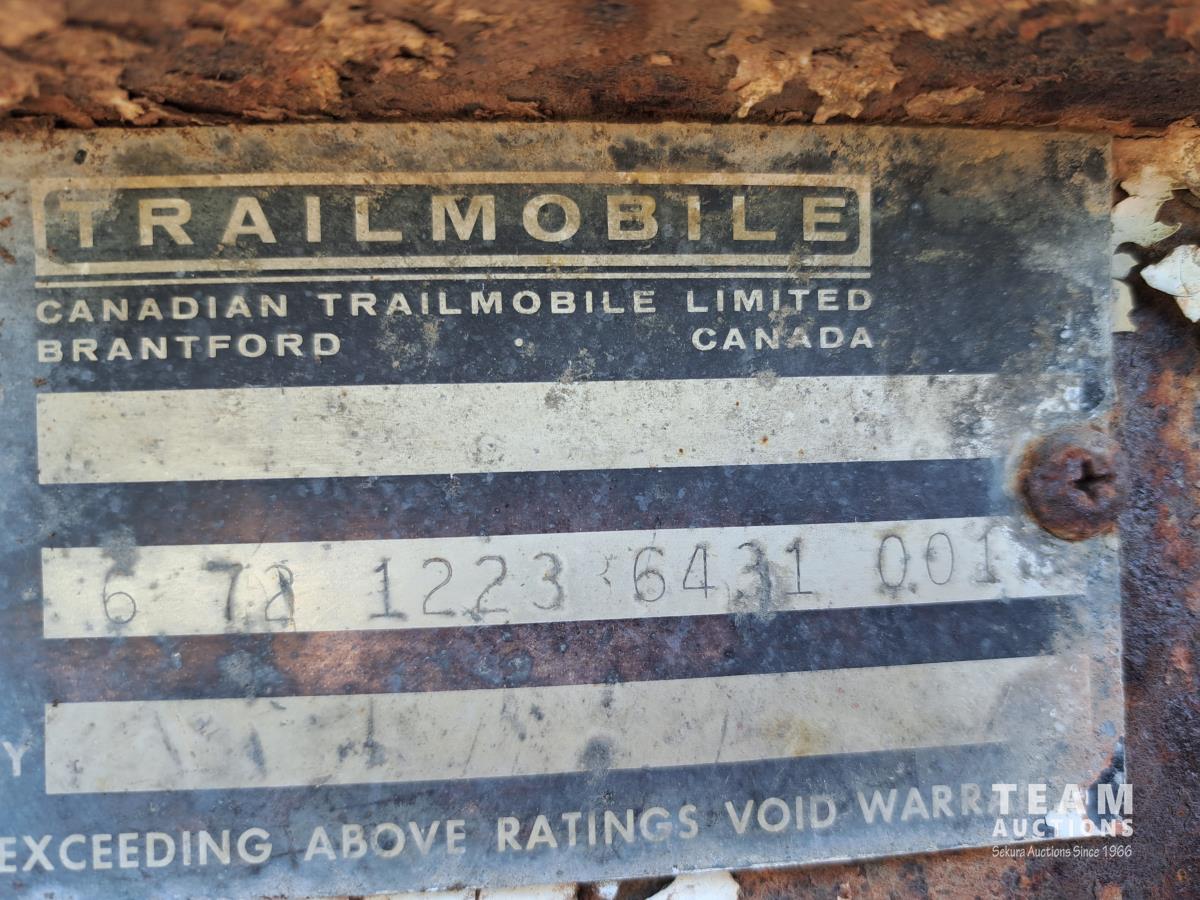 TRAILMOBILE
CANADIAN TRAILMOBILE LIMITED
BRANTFORD · CANADA
6 72 1223 6431 001
Y
EXCEEDING ABOVE RATINGS VOID
TEAM
AUCTIONS
Sekura Auctions Since 1966